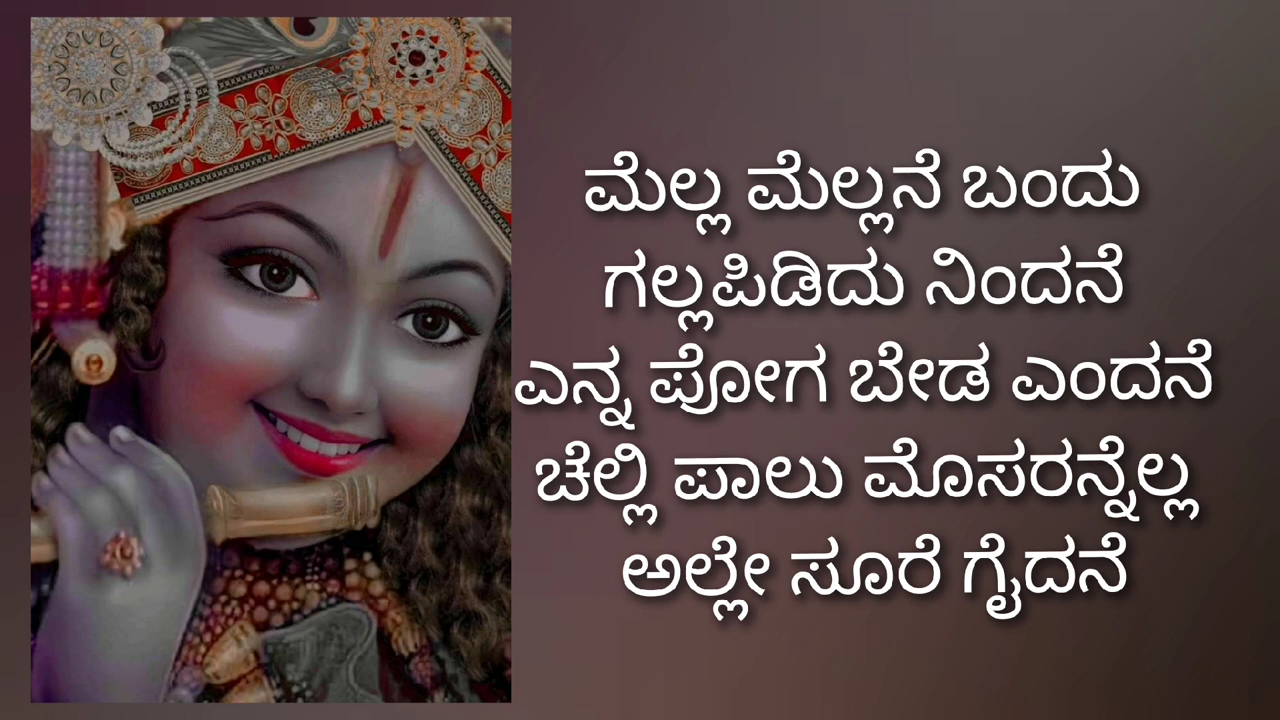 ಮೆಲ್ಲ ಮೆಲ್ಲನೆ ಬಂದು
ಗಲ್ಲಪಿಡಿದು ನಿಂದನೆ
ಎನ್ನ ಪೋಗ ಬೇಡ ಎಂದನೆ
ಚೆಲ್ಲಿ ಪಾಲು ಮೊಸರನ್ನೆಲ್ಲ
ಅಲ್ಲೇ ಸೂರೆ ಗೈದನೆ